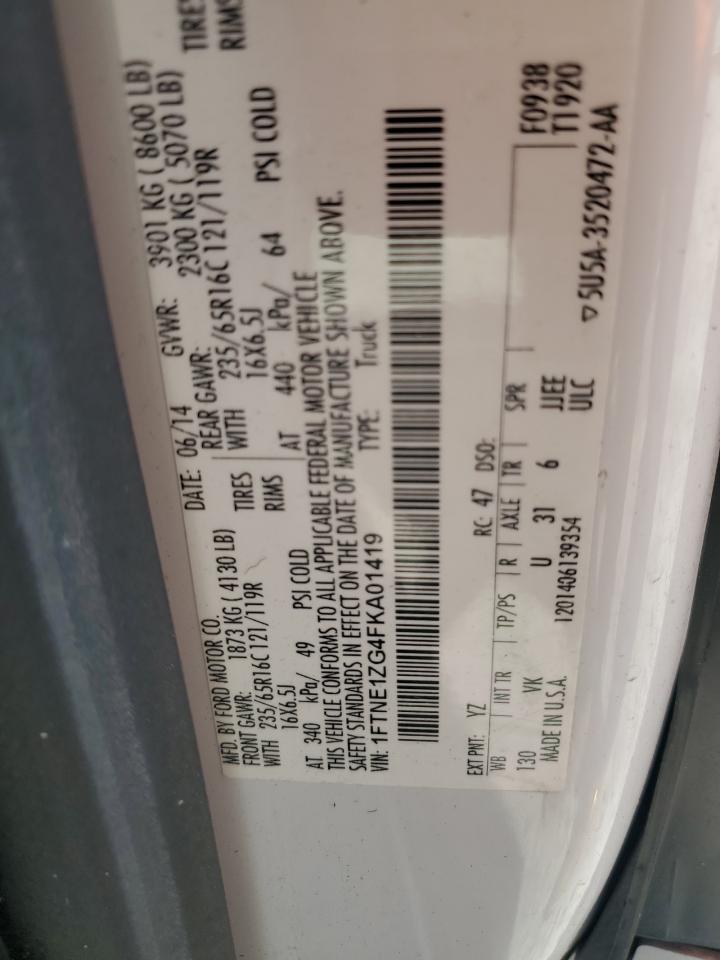 MFD. BY FORD MOTOR CO.
DATE: 06/14 GVWR: 3901 KG ( 8600 LB)
FRONT GAWR: 1873 KG ( 4130 LB) REAR GAWR: 2300 KG ( 5070 LB)
WITH 235/65R16C 121/119R TIRES WITH 235/65R16C 121/119R TIRES
16X6.5J RIMS 16X6.5J RIMS
AT 340 kPa/ 49 PSI COLD AT 440 kPa/ 64 PSI COLD
THIS VEHICLE CONFORMS TO ALL APPLICABLE FEDERAL MOTOR VEHICLE
SAFETY STANDARDS IN EFFECT ON THE DATE OF MANUFACTURE SHOWN ABOVE.
VIN: 1FTNE1ZG4FKA01419 TYPE: Truck
EXT PNT: YZ RC: 47 DSO:
WB INT TR TP/PS R AXLE TR SPR
F0938
130 VK U 31 6 JJEE
T1920
MADE IN U.S.A. 1201406139354 ULC
▽ 5U5A-3520472-AA